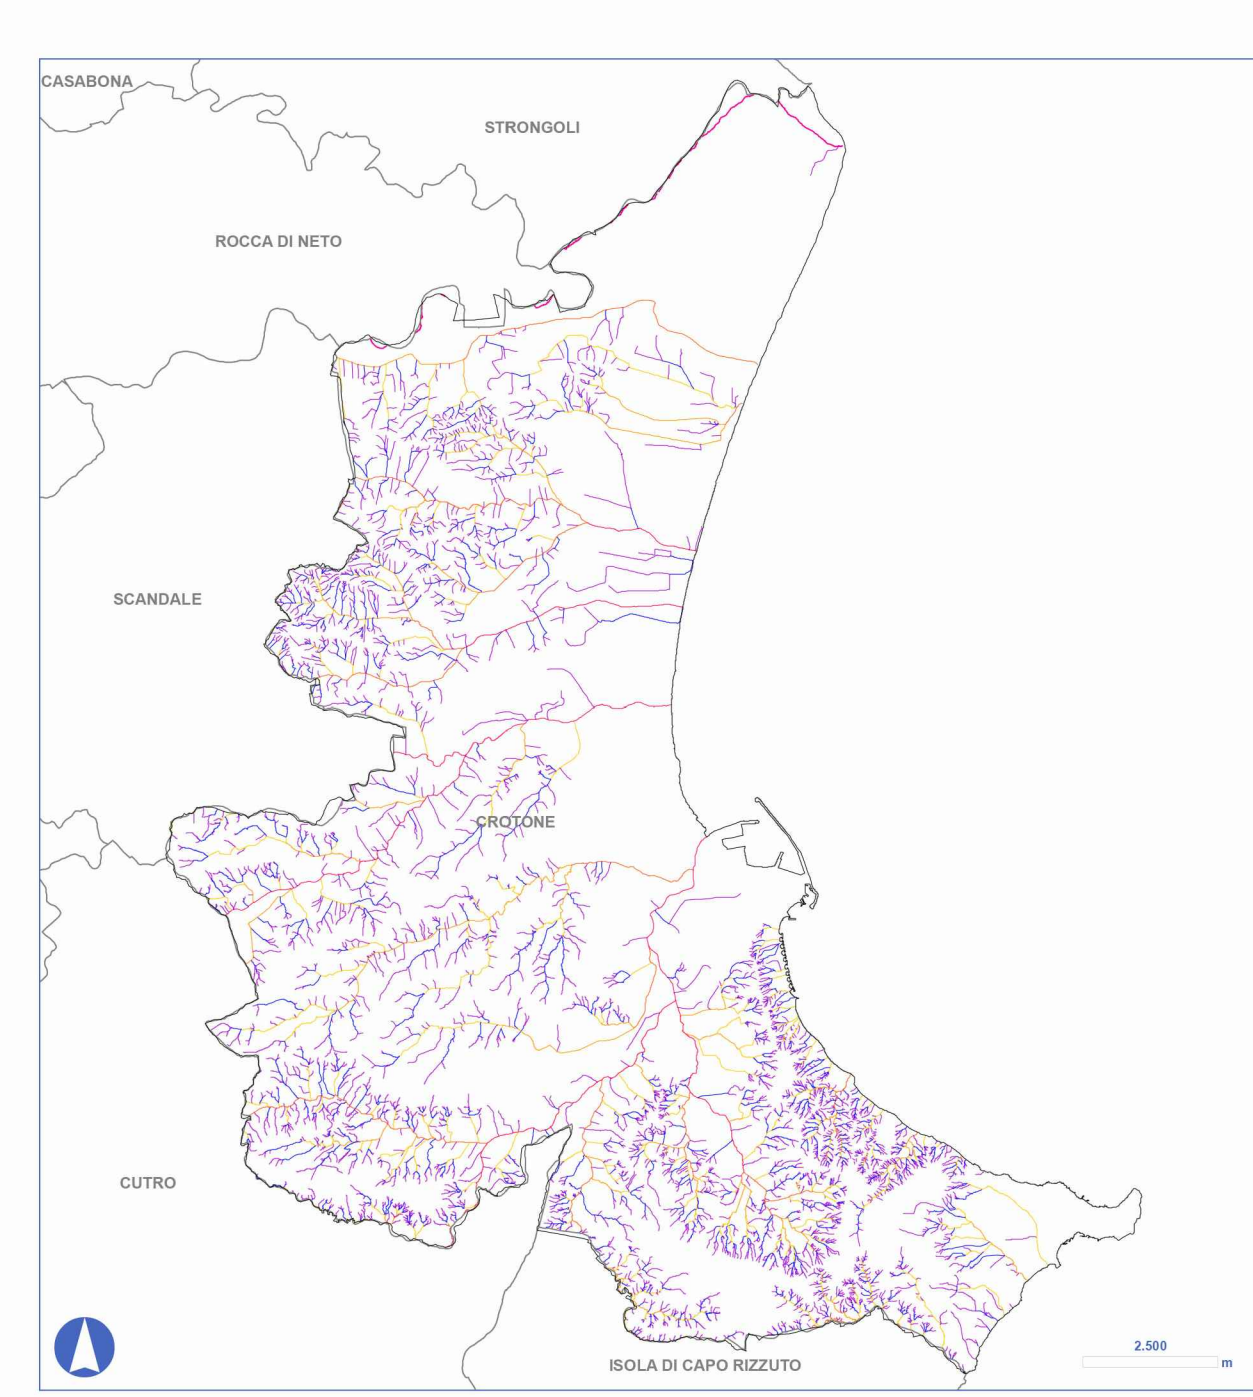 CASABONA
STRONGOLI
ROCCA DI NETO
SCANDALE
CROTONE
CUTRO
ISOLA DI CAPO RIZZUTO
2.500
m